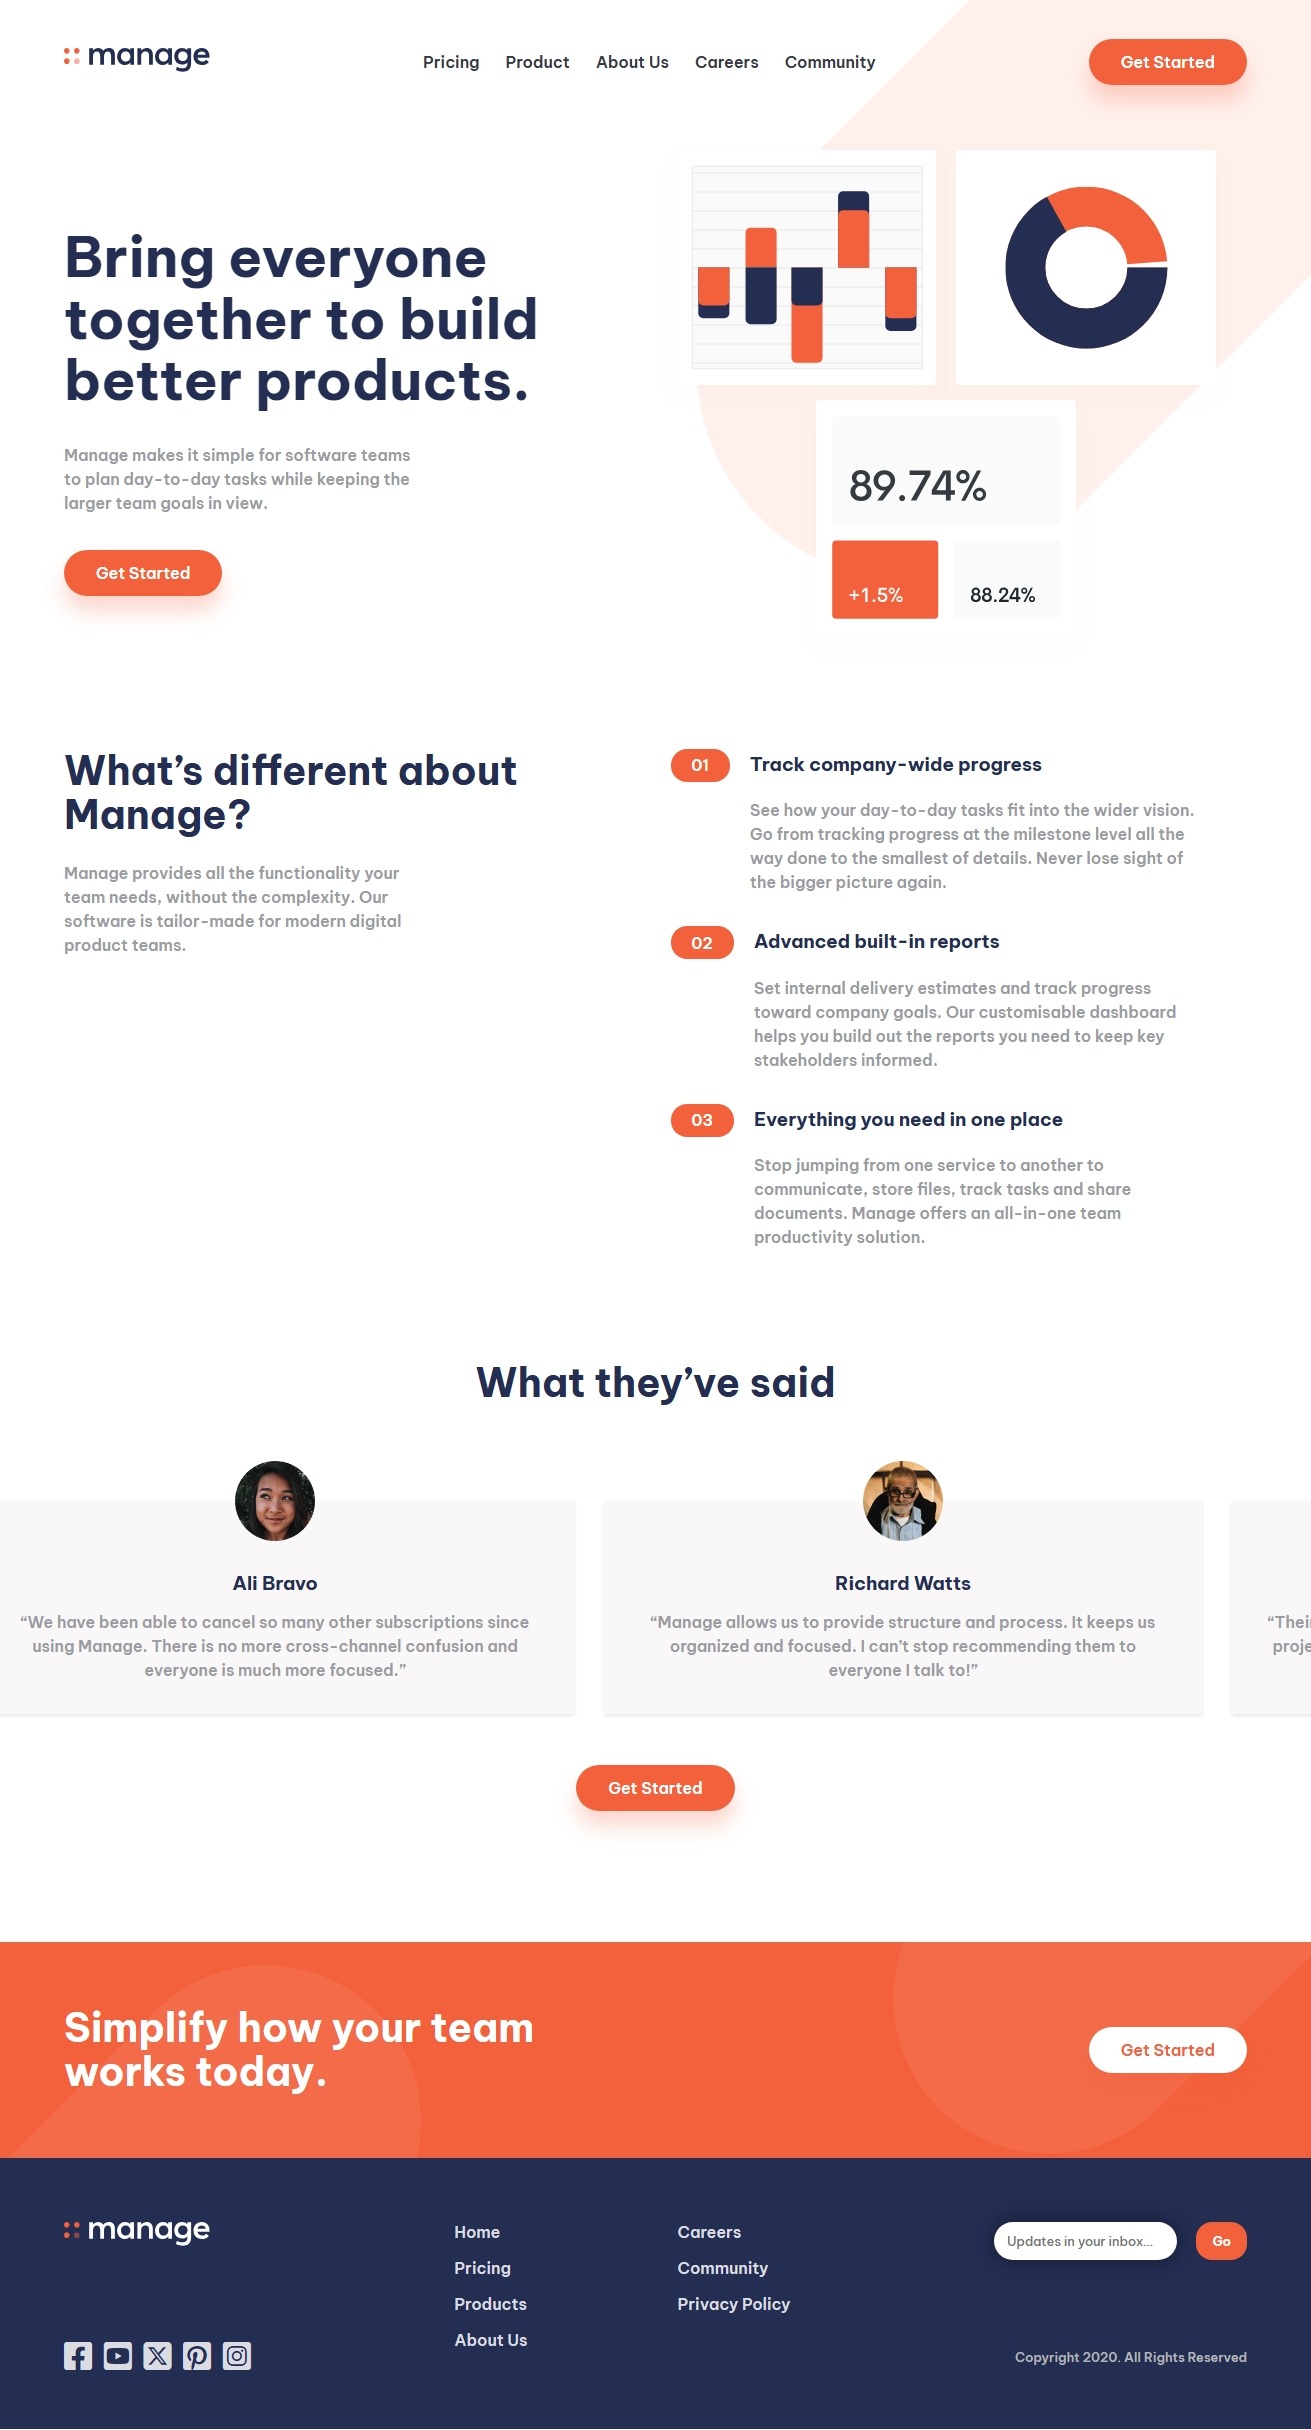 manage
Pricing Product About Us Careers Community
Get Started
Bring everyone
together to build
better products.
Manage makes it simple for software teams
to plan day-to-day tasks while keeping the
larger team goals in view.
Get Started
89.74%
+1.5%
88.24%
What’s different about
Manage?
Manage provides all the functionality your
team needs, without the complexity. Our
software is tailor-made for modern digital
product teams.
01
Track company-wide progress
See how your day-to-day tasks fit into the wider vision.
Go from tracking progress at the milestone level all the
way done to the smallest of details. Never lose sight of
the bigger picture again.
02
Advanced built-in reports
Set internal delivery estimates and track progress
toward company goals. Our customisable dashboard
helps you build out the reports you need to keep key
stakeholders informed.
03
Everything you need in one place
Stop jumping from one service to another to
communicate, store files, track tasks and share
documents. Manage offers an all-in-one team
productivity solution.
What they’ve said
Ali Bravo
“We have been able to cancel so many other subscriptions since
using Manage. There is no more cross-channel confusion and
everyone is much more focused.”
Richard Watts
“Manage allows us to provide structure and process. It keeps us
organized and focused. I can’t stop recommending them to
everyone I talk to!”
Get Started
Simplify how your team
works today.
Get Started
manage
Home
Pricing
Products
About Us
Careers
Community
Privacy Policy
Updates in your inbox...
Go
Copyright 2020. All Rights Reserved